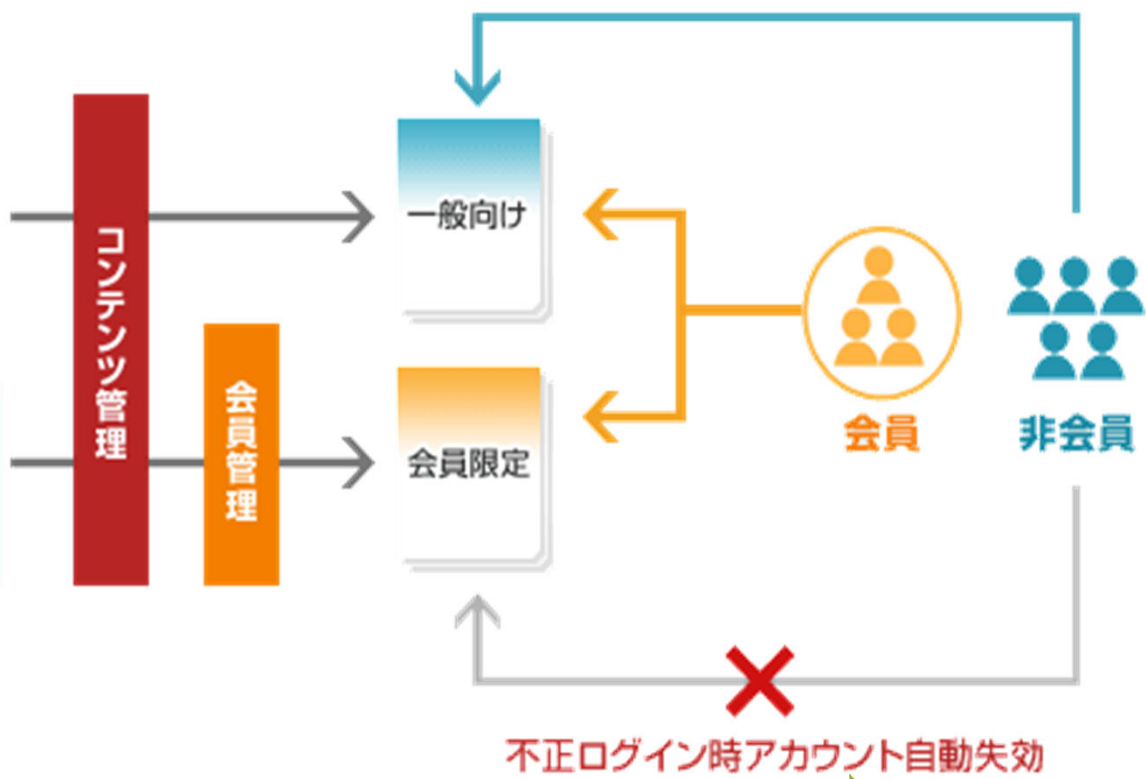 コンテンツ管理
会員管理
一般向け
会員限定
会員
非会員
不正ログイン時アカウント自動失効